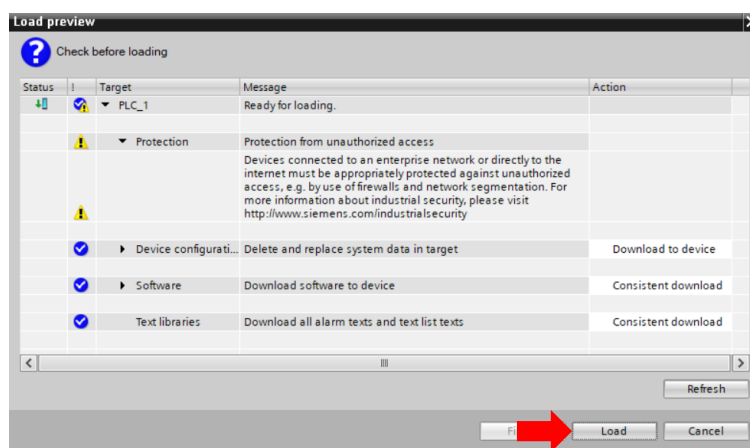 Load preview
Check before loading
Status ! Target Message Action
PLC_1 Ready for loading.
Protection Protection from unauthorized access
Devices connected to an enterprise network or directly to the
internet must be appropriately protected against unauthorized
access, e.g. by use of firewalls and network segmentation. For
more information about industrial security, please visit
http://www.siemens.com/industrialsecurity
Device configurati... Delete and replace system data in target Download to device
Software Download software to device Consistent download
Text libraries Download all alarm texts and text list texts Consistent download
Refresh
Load Cancel